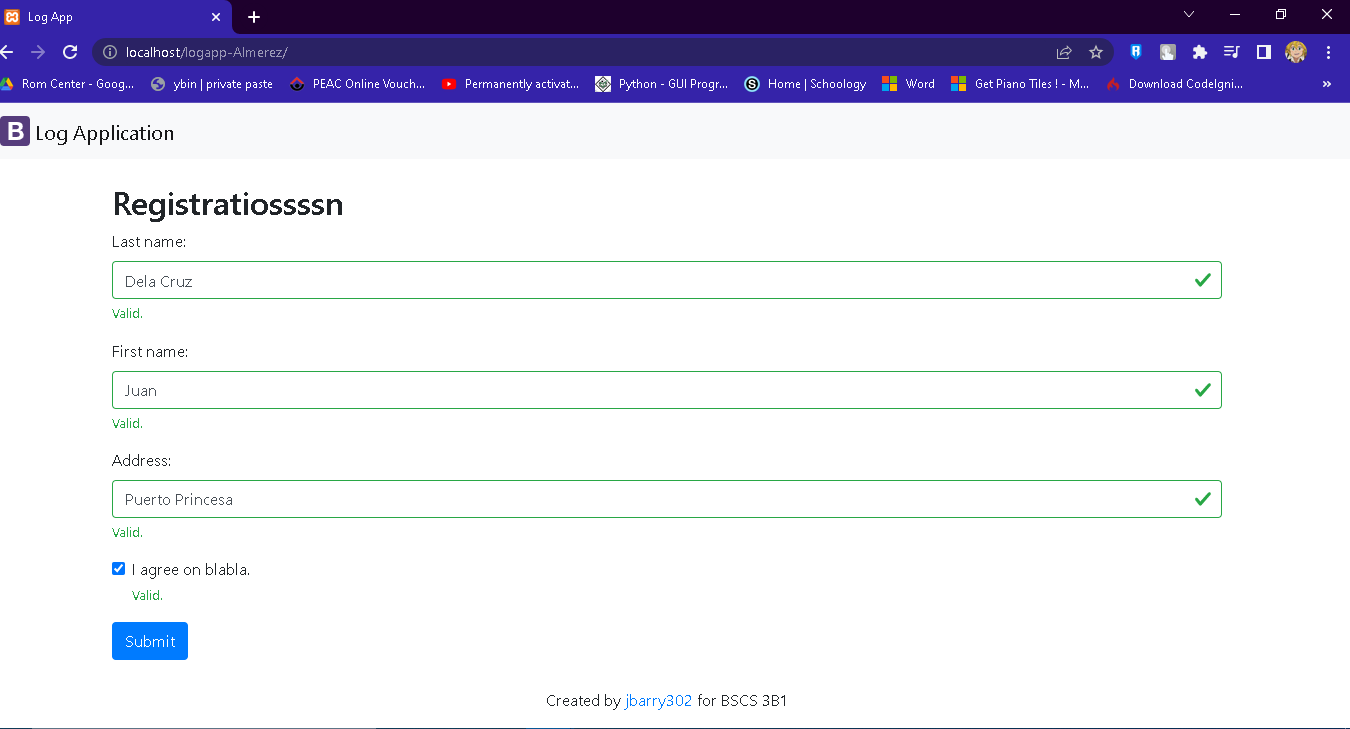 Log App
localhost/logapp-Almerez/
Rom Center - Goog... ybin | private paste PEAC Online Vouch... Permanently activat... Python - GUI Progr... Home | Schoology Word Get Piano Tiles ! - M... Download CodeIgni... »
B Log Application
Registratiossssn
Last name:
Dela Cruz
Valid.
First name:
Juan
Valid.
Address:
Puerto Princesa
Valid.
I agree on blabla.
Valid.
Submit
Created by jbarry302 for BSCS 3B1